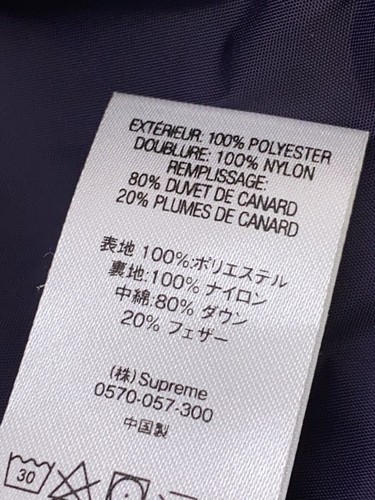 EXTÉRIEUR: 100% POLYESTER
DOUBLURE: 100% NYLON
REMPLISSAGE:
80% DUVET DE CANARD
20% PLUMES DE CANARD
表地 100%:ポリエステル
裏地:100% ナイロン
中綿:80% ダウン
20% フェザー
(株) Supreme
0570-057-300
中国製
30